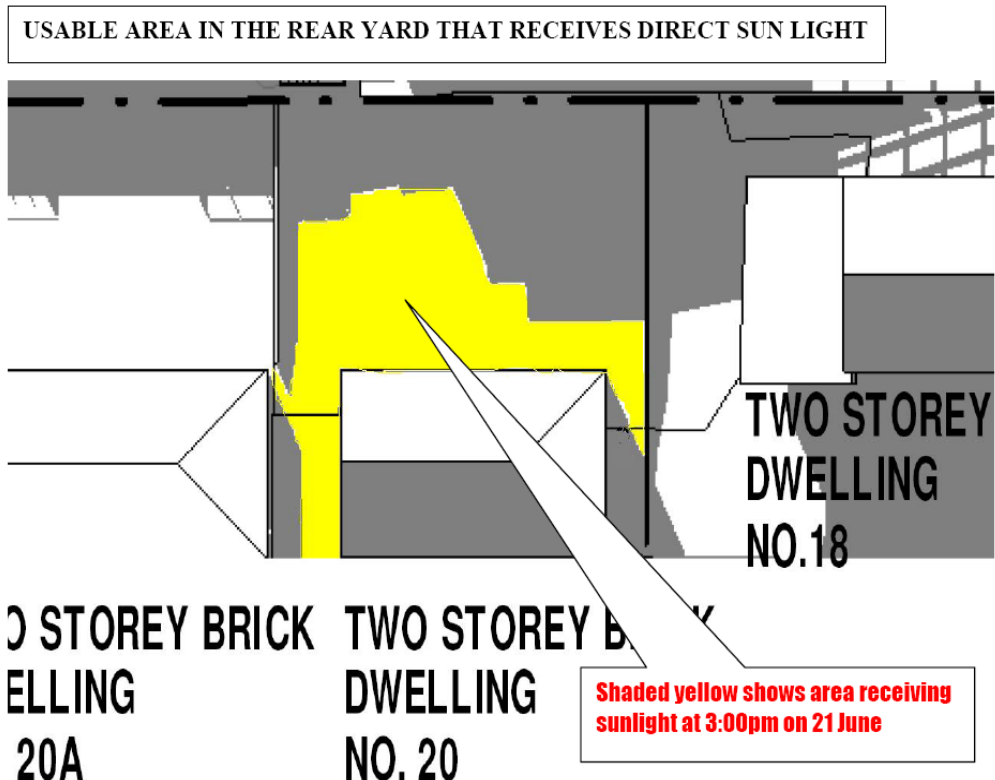 USABLE AREA IN THE REAR YARD THAT RECEIVES DIRECT SUN LIGHT
TWO STOREY
DWELLING
NO.18
O STOREY BRICK
ELLING
20A
TWO STOREY BRICK
DWELLING
NO. 20
Shaded yellow shows area receiving
sunlight at 3:00pm on 21 June